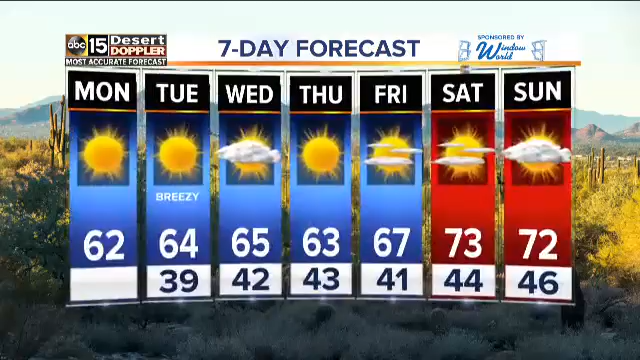 abc 15 Desert
DOPPLER
MOST ACCURATE FORECAST
7-DAY FORECAST
SPONSORED BY
Window
World
MON TUE WED THU FRI SAT SUN
BREEZY
62 64 65 63 67 73 72
39 42 43 41 44 46